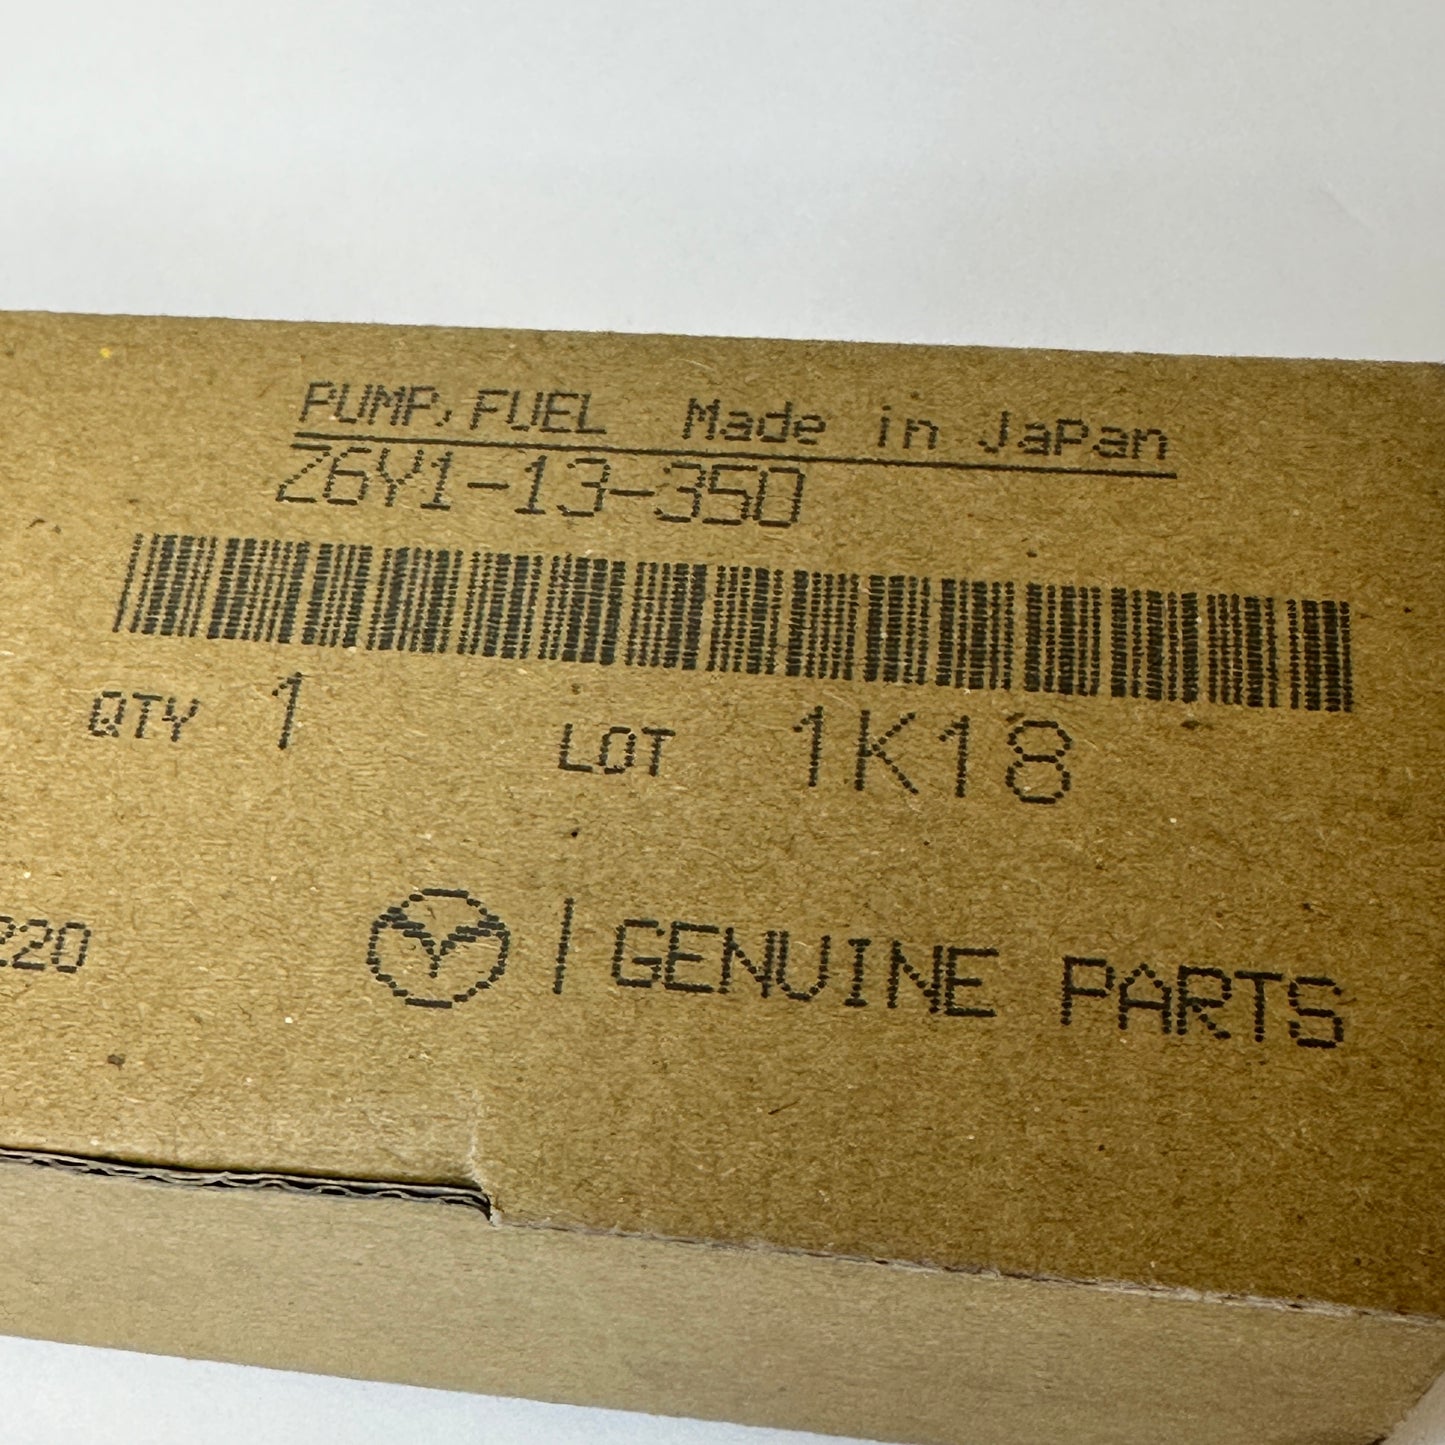 PUMP, FUEL Made in Japan
Z6Y1-13-350
QTY 1 LOT 1K18
220 | GENUINE PARTS